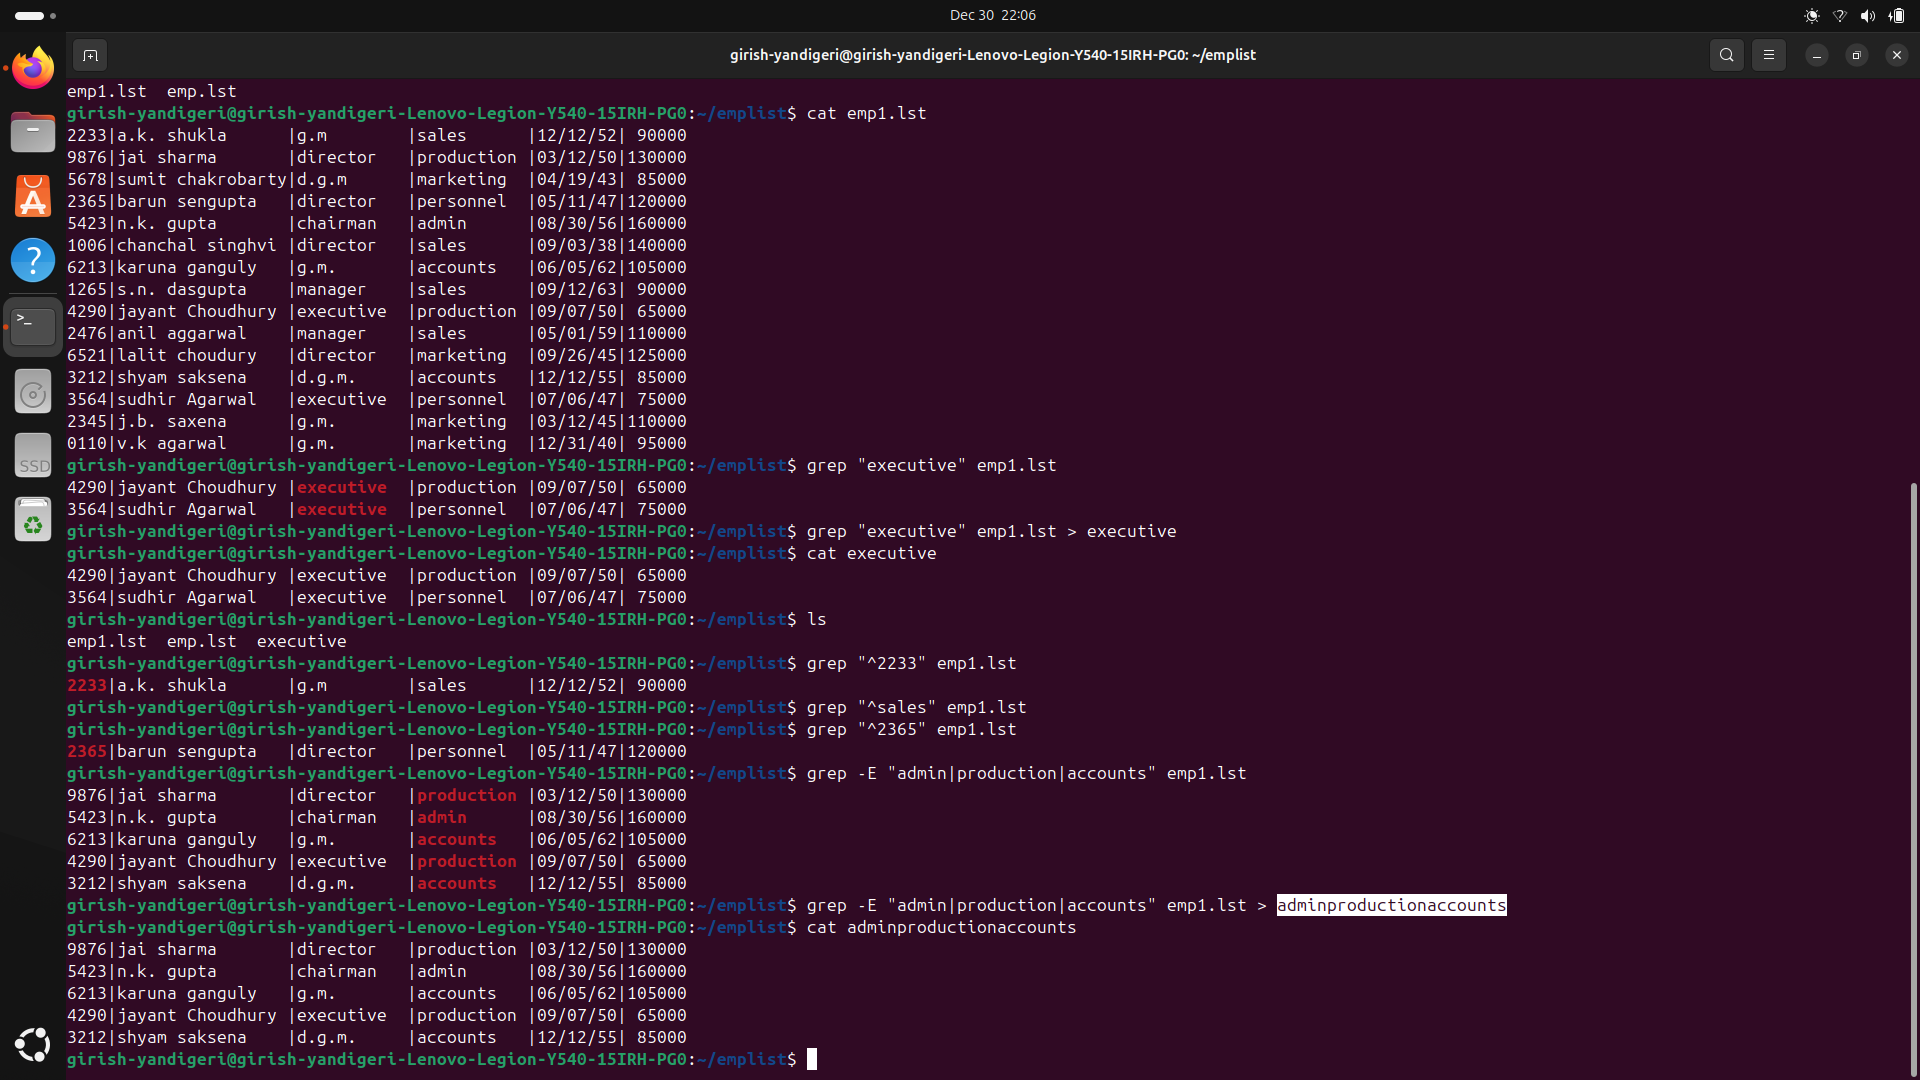 Dec 30 22:06
girish-yandigeri@girish-yandigeri-Lenovo-Legion-Y540-15IRH-PG0: ~/emplist
emp1.lst  emp.lst
girish-yandigeri@girish-yandigeri-Lenovo-Legion-Y540-15IRH-PG0:~/emplist$ cat emp1.lst
2233|a.k. shukla      |g.m        |sales      |12/12/52| 90000
9876|jai sharma       |director   |production |03/12/50|130000
5678|sumit chakrobarty|d.g.m      |marketing  |04/19/43| 85000
2365|barun sengupta   |director   |personnel  |05/11/47|120000
5423|n.k. gupta       |chairman   |admin      |08/30/56|160000
1006|chanchal singhvi |director   |sales      |09/03/38|140000
6213|karuna ganguly   |g.m.       |accounts   |06/05/62|105000
1265|s.n. dasgupta    |manager    |sales      |09/12/63| 90000
4290|jayant Choudhury |executive  |production |09/07/50| 65000
2476|anil aggarwal    |manager    |sales      |05/01/59|110000
6521|lalit choudury   |director   |marketing  |09/26/45|125000
3212|shyam saksena    |d.g.m.     |accounts   |12/12/55| 85000
3564|sudhir Agarwal   |executive  |personnel  |07/06/47| 75000
2345|j.b. saxena      |g.m.       |marketing  |03/12/45|110000
0110|v.k agarwal      |g.m.       |marketing  |12/31/40| 95000
girish-yandigeri@girish-yandigeri-Lenovo-Legion-Y540-15IRH-PG0:~/emplist$ grep "executive" emp1.lst
4290|jayant Choudhury |executive  |production |09/07/50| 65000
3564|sudhir Agarwal   |executive  |personnel  |07/06/47| 75000
girish-yandigeri@girish-yandigeri-Lenovo-Legion-Y540-15IRH-PG0:~/emplist$ grep "executive" emp1.lst > executive
girish-yandigeri@girish-yandigeri-Lenovo-Legion-Y540-15IRH-PG0:~/emplist$ cat executive
4290|jayant Choudhury |executive  |production |09/07/50| 65000
3564|sudhir Agarwal   |executive  |personnel  |07/06/47| 75000
girish-yandigeri@girish-yandigeri-Lenovo-Legion-Y540-15IRH-PG0:~/emplist$ ls
emp1.lst  emp.lst  executive
girish-yandigeri@girish-yandigeri-Lenovo-Legion-Y540-15IRH-PG0:~/emplist$ grep "^2233" emp1.lst
2233|a.k. shukla      |g.m        |sales      |12/12/52| 90000
girish-yandigeri@girish-yandigeri-Lenovo-Legion-Y540-15IRH-PG0:~/emplist$ grep "^sales" emp1.lst
girish-yandigeri@girish-yandigeri-Lenovo-Legion-Y540-15IRH-PG0:~/emplist$ grep "^2365" emp1.lst
2365|barun sengupta   |director   |personnel  |05/11/47|120000
girish-yandigeri@girish-yandigeri-Lenovo-Legion-Y540-15IRH-PG0:~/emplist$ grep -E "admin|production|accounts" emp1.lst
9876|jai sharma       |director   |production |03/12/50|130000
5423|n.k. gupta       |chairman   |admin      |08/30/56|160000
6213|karuna ganguly   |g.m.       |accounts   |06/05/62|105000
4290|jayant Choudhury |executive  |production |09/07/50| 65000
3212|shyam saksena    |d.g.m.     |accounts   |12/12/55| 85000
girish-yandigeri@girish-yandigeri-Lenovo-Legion-Y540-15IRH-PG0:~/emplist$ grep -E "admin|production|accounts" emp1.lst > adminproductionaccounts
girish-yandigeri@girish-yandigeri-Lenovo-Legion-Y540-15IRH-PG0:~/emplist$ cat adminproductionaccounts
9876|jai sharma       |director   |production |03/12/50|130000
5423|n.k. gupta       |chairman   |admin      |08/30/56|160000
6213|karuna ganguly   |g.m.       |accounts   |06/05/62|105000
4290|jayant Choudhury |executive  |production |09/07/50| 65000
3212|shyam saksena    |d.g.m.     |accounts   |12/12/55| 85000
girish-yandigeri@girish-yandigeri-Lenovo-Legion-Y540-15IRH-PG0:~/emplist$
SSD